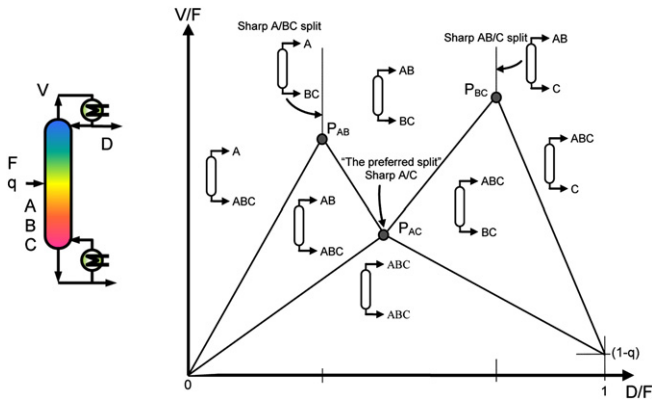 V/F
Sharp A/BC split
A
BC
Sharp AB/C split
AB
C
AB
BC
P_BC
P_AB
V
D
F
q
A
B
C
A
ABC
"The preferred split"
Sharp A/C
ABC
C
AB
ABC
ABC
BC
P_AC
ABC
ABC
(1-q)
0
1
D/F